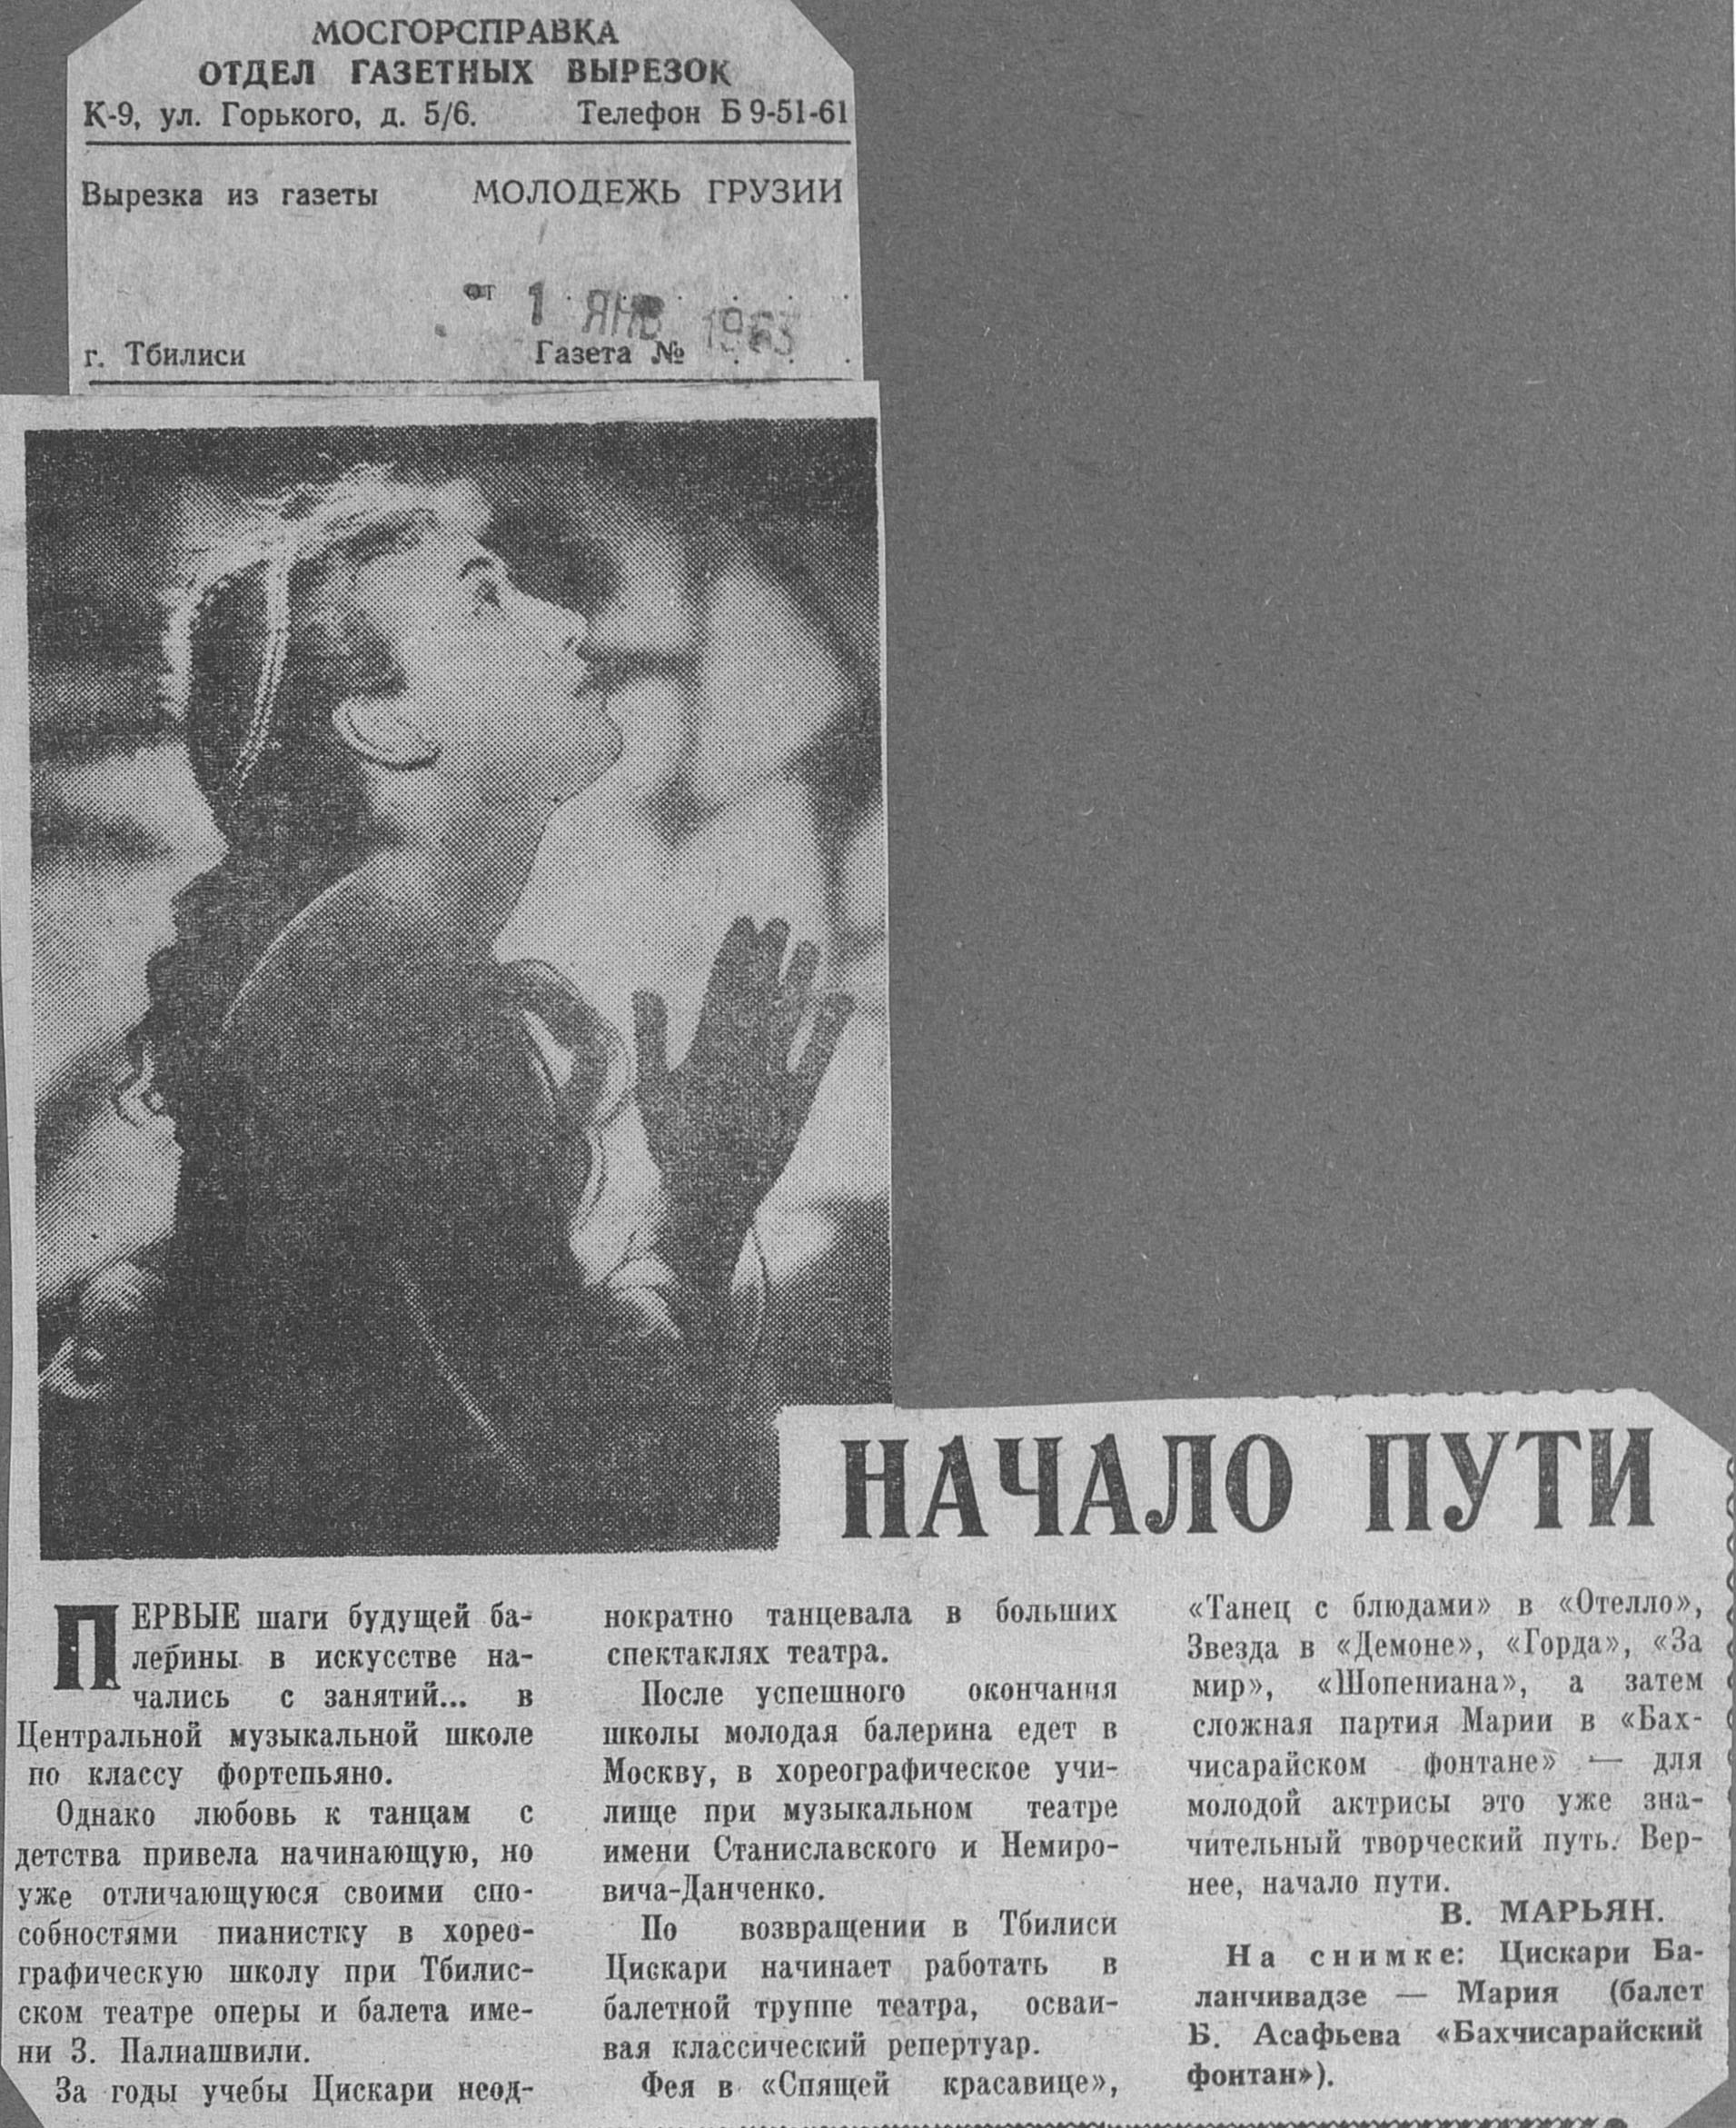 МОСГОРСПРАВКА
ОТДЕЛ ГАЗЕТНЫХ ВЫРЕЗОК
К-9, ул. Горького, д. 5/6. Телефон Б 9-51-61
Вырезка из газеты МОЛОДЕЖЬ ГРУЗИИ
от 1 ЯНВ 1963
г. Тбилиси Газета №
НАЧАЛО ПУТИ
ПЕРВЫЕ шаги будущей ба-
лерины в искусстве на-
чались с занятий... в
Центральной музыкальной школе
по классу фортепьяно.
Однако любовь к танцам с
детства привела начинающую, но
уже отличающуюся своими спо-
собностями пианистку в хорео-
графическую школу при Тбилис-
ском театре оперы и балета име-
ни З. Палиашвили.
За годы учебы Цискари неод-
нократно танцевала в больших
спектаклях театра.
После успешного окончания
школы молодая балерина едет в
Москву, в хореографическое учи-
лище при музыкальном театре
имени Станиславского и Немиро-
вича-Данченко.
По возвращении в Тбилиси
Цискари начинает работать в
балетной труппе театра, осваи-
вая классический репертуар.
Фея в «Спящей красавице»,
«Танец с блюдами» в «Отелло»,
Звезда в «Демоне», «Горда», «За
мир», «Шопениана», а затем
сложная партия Марии в «Бах-
чисарайском фонтане» — для
молодой актрисы это уже зна-
чительный творческий путь. Вер-
нее, начало пути.
В. МАРЬЯН.
На снимке: Цискари Ба-
ланчивадзе — Мария (балет
Б. Асафьева «Бахчисарайский
фонтан»).